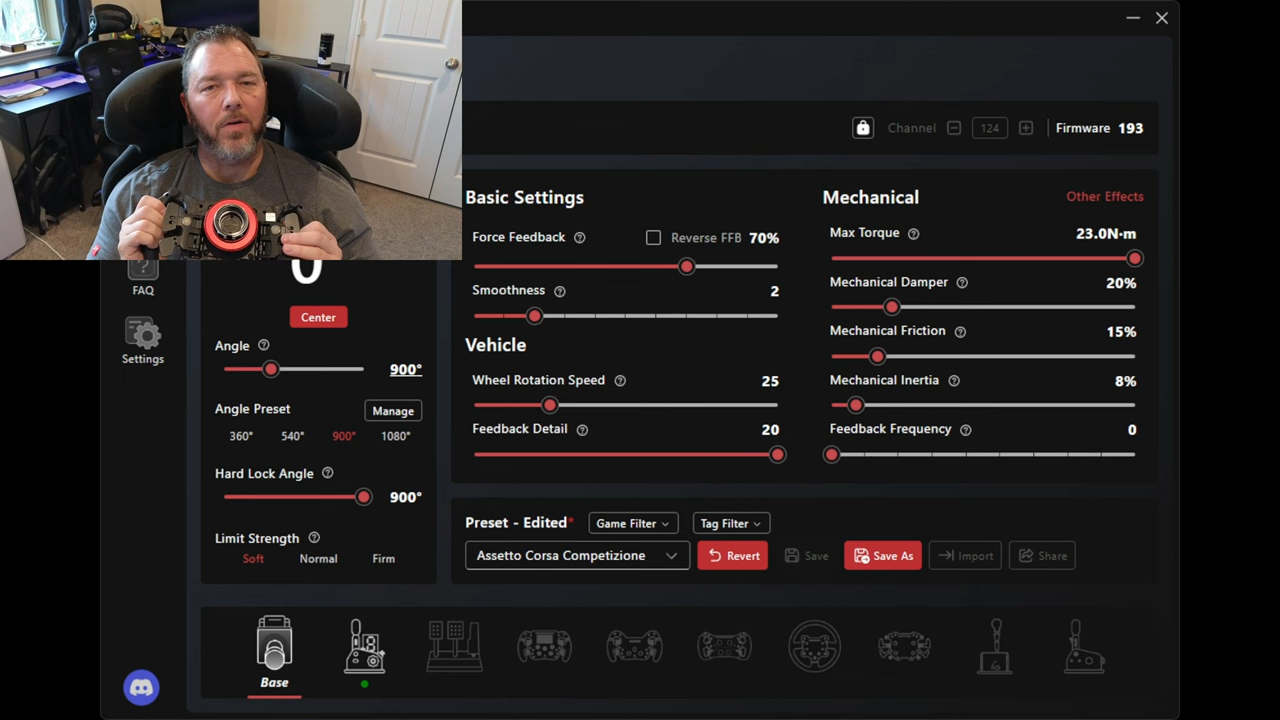 Channel
124
Firmware 193
0
Center
Angle
900°
Angle Preset
Manage
360° 540° 900° 1080°
Hard Lock Angle
900°
Limit Strength
Soft Normal Firm
FAQ
Settings
Basic Settings
Force Feedback
Reverse FFB 70%
Smoothness 2
Vehicle
Wheel Rotation Speed 25
Feedback Detail 20
Mechanical Other Effects
Max Torque 23.0N·m
Mechanical Damper 20%
Mechanical Friction 15%
Mechanical Inertia 8%
Feedback Frequency 0
Preset - Edited* Game Filter Tag Filter
Assetto Corsa Competizione Revert Save Save As Import Share
Base